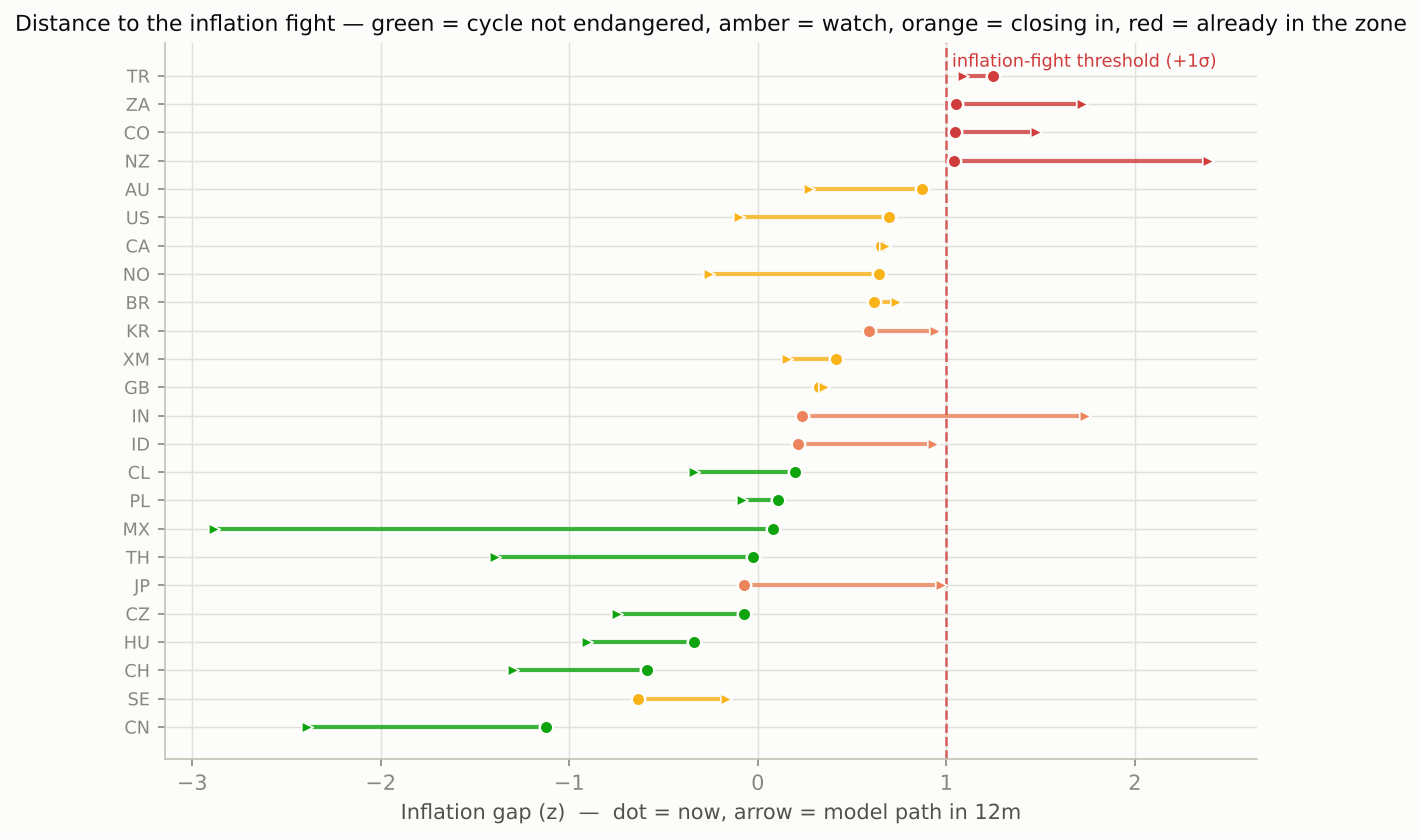 Distance to the inflation fight — green = cycle not endangered, amber = watch, orange = closing in, red = already in the zone
inflation-fight threshold (+1σ)
TR
ZA
CO
NZ
AU
US
CA
NO
BR
KR
XM
GB
IN
ID
CL
PL
MX
TH
JP
CZ
HU
CH
SE
CN
−3 −2 −1 0 1 2
Inflation gap (z) — dot = now, arrow = model path in 12m